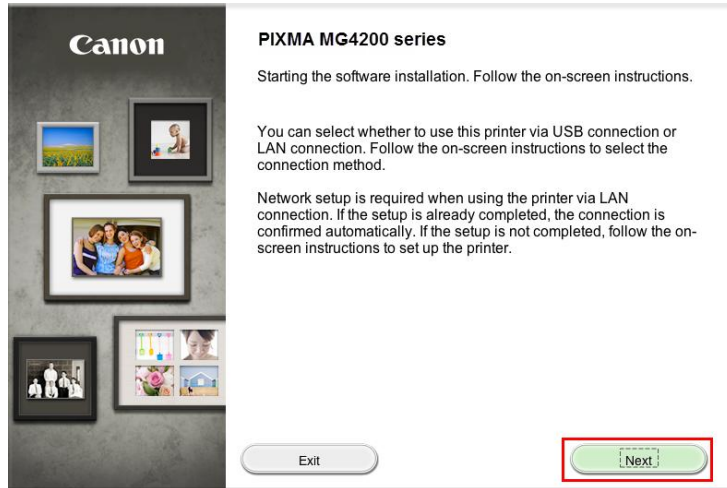 Canon
PIXMA MG4200 series
Starting the software installation. Follow the on-screen instructions.
You can select whether to use this printer via USB connection or
LAN connection. Follow the on-screen instructions to select the
connection method.
Network setup is required when using the printer via LAN
connection. If the setup is already completed, the connection is
confirmed automatically. If the setup is not completed, follow the on-
screen instructions to set up the printer.
Exit
Next